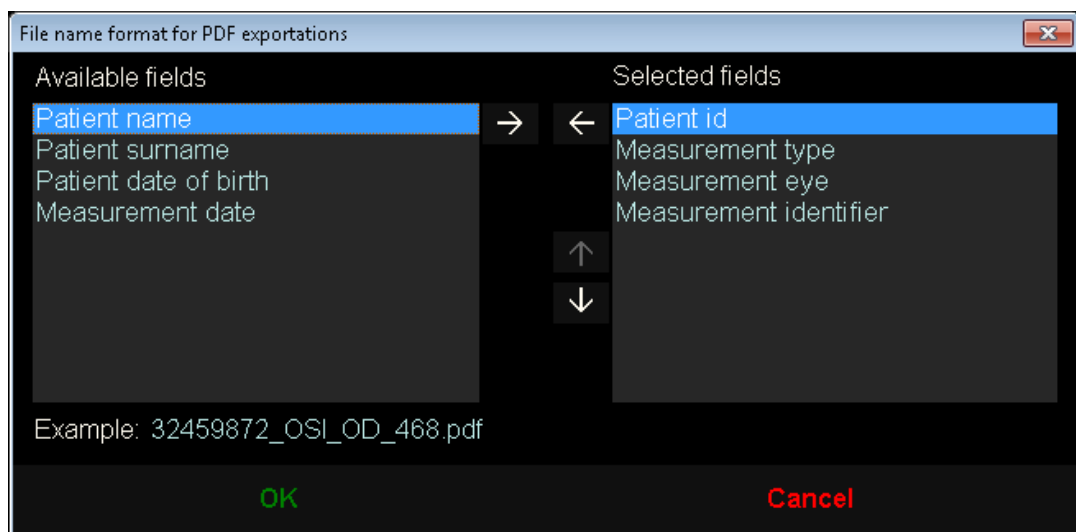 File name format for PDF exportations
Available fields
Patient name
Patient surname
Patient date of birth
Measurement date
Selected fields
Patient id
Measurement type
Measurement eye
Measurement identifier
Example: 32459872_OSI_OD_468.pdf
OK
Cancel